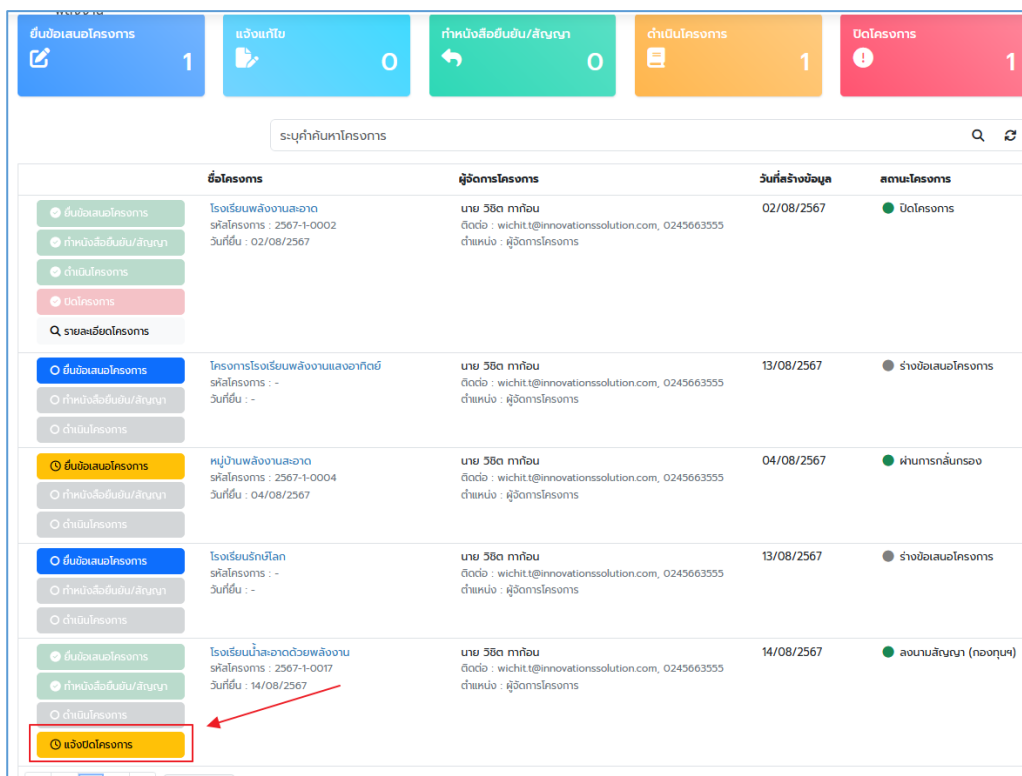 พลังงาน
ยื่นข้อเสนอโครงการ
1
แจ้งแก้ไข
0
ทำหนังสือยืนยัน/สัญญา
0
ดำเนินโครงการ
1
ปิดโครงการ
1
ระบุคำค้นหาโครงการ
ชื่อโครงการ ผู้จัดการโครงการ วันที่สร้างข้อมูล สถานะโครงการ
ยื่นข้อเสนอโครงการ
ทำหนังสือยืนยัน/สัญญา
ดำเนินโครงการ
ปิดโครงการ
รายละเอียดโครงการ
โรงเรียนพลังงานสะอาด
รหัสโครงการ : 2567-1-0002
วันที่ยื่น : 02/08/2567
นาย วิชิต ทาก้อน
ติดต่อ : wichit.t@innovationssolution.com, 0245663555
ตำแหน่ง : ผู้จัดการโครงการ
02/08/2567
ปิดโครงการ
ยื่นข้อเสนอโครงการ
ทำหนังสือยืนยัน/สัญญา
ดำเนินโครงการ
โครงการโรงเรียนพลังงานแสงอาทิตย์
รหัสโครงการ : -
วันที่ยื่น : -
นาย วิชิต ทาก้อน
ติดต่อ : wichit.t@innovationssolution.com, 0245663555
ตำแหน่ง : ผู้จัดการโครงการ
13/08/2567
ร่างข้อเสนอโครงการ
ยื่นข้อเสนอโครงการ
ทำหนังสือยืนยัน/สัญญา
ดำเนินโครงการ
หมู่บ้านพลังงานสะอาด
รหัสโครงการ : 2567-1-0004
วันที่ยื่น : 04/08/2567
นาย วิชิต ทาก้อน
ติดต่อ : wichit.t@innovationssolution.com, 0245663555
ตำแหน่ง : ผู้จัดการโครงการ
04/08/2567
ผ่านการกลั่นกรอง
ยื่นข้อเสนอโครงการ
ทำหนังสือยืนยัน/สัญญา
ดำเนินโครงการ
โรงเรียนรักษ์โลก
รหัสโครงการ : -
วันที่ยื่น : -
นาย วิชิต ทาก้อน
ติดต่อ : wichit.t@innovationssolution.com, 0245663555
ตำแหน่ง : ผู้จัดการโครงการ
13/08/2567
ร่างข้อเสนอโครงการ
ยื่นข้อเสนอโครงการ
ทำหนังสือยืนยัน/สัญญา
ดำเนินโครงการ
แจ้งปิดโครงการ
โรงเรียนน้ำสะอาดด้วยพลังงาน
รหัสโครงการ : 2567-1-0017
วันที่ยื่น : 14/08/2567
นาย วิชิต ทาก้อน
ติดต่อ : wichit.t@innovationssolution.com, 0245663555
ตำแหน่ง : ผู้จัดการโครงการ
14/08/2567
ลงนามสัญญา (กองทุนฯ)